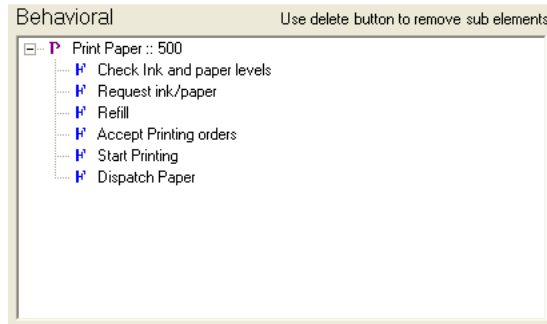 Behavioral Use delete button to remove sub elements
P Print Paper :: 500
F Check Ink and paper levels
F Request ink/paper
F Refill
F Accept Printing orders
F Start Printing
F Dispatch Paper